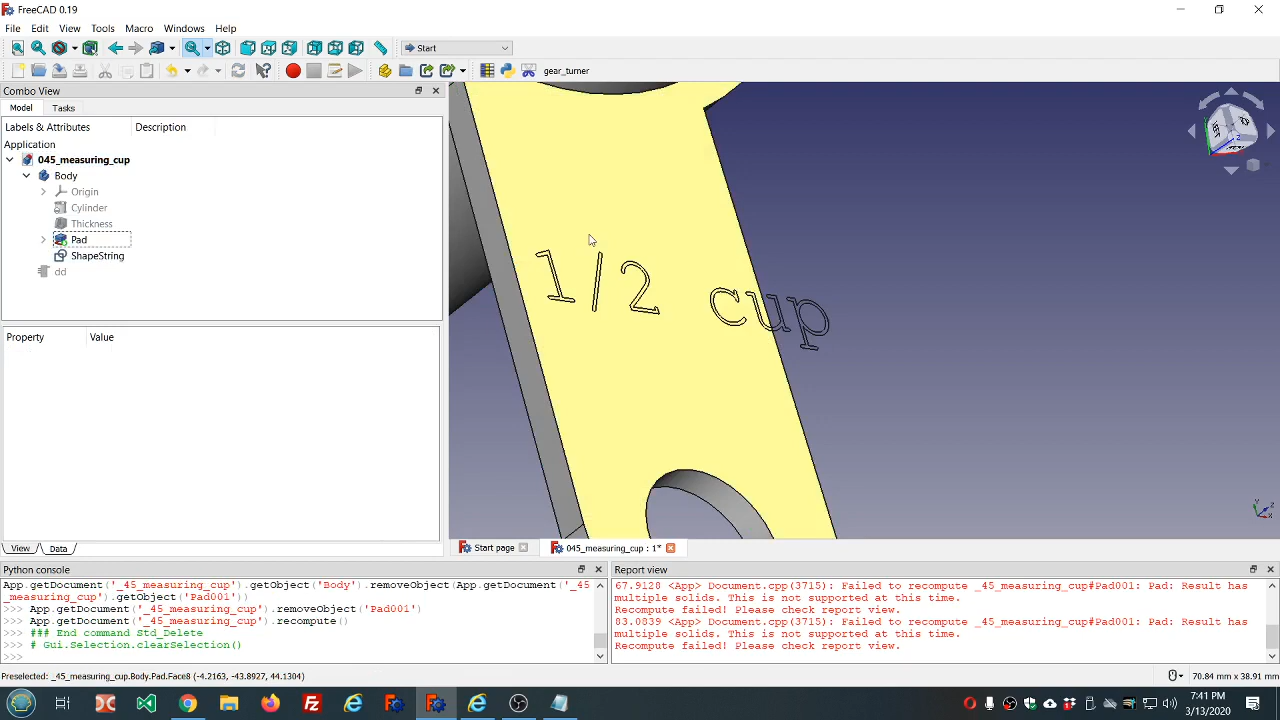 FreeCAD 0.19
File Edit View Tools Macro Windows Help
Start
gear_turner
Combo View
Model Tasks
Labels & Attributes Description
Application
045_measuring_cup
Body
Origin
Cylinder
Thickness
Pad
ShapeString
dd
1/2 cup
Property Value
View Data
Start page 045_measuring_cup : 1*
Python console
App.getDocument('_45_measuring_cup').getObject('Body').removeObject(App.getDocument('_45
_measuring_cup').getObject('Pad001'))
>>> App.getDocument('_45_measuring_cup').removeObject('Pad001')
>>> App.getDocument('_45_measuring_cup').recompute()
>>> ### End command Std_Delete
>>> # Gui.Selection.clearSelection()
>>>
Report view
67.9128 <App> Document.cpp(3715): Failed to recompute _45_measuring_cup#Pad001: Pad: Result has
multiple solids. This is not supported at this time.
Recompute failed! Please check report view.
83.0839 <App> Document.cpp(3715): Failed to recompute _45_measuring_cup#Pad001: Pad: Result has
multiple solids. This is not supported at this time.
Recompute failed! Please check report view.
Preselected: _45_measuring_cup.Body.Pad.Face8 (-4.2163, -43.8927, 44.1304)
70.84 mm x 38.91 mm
7:41 PM
3/13/2020